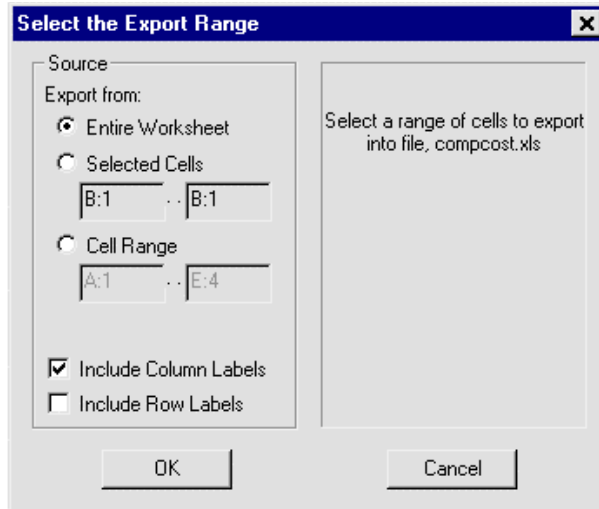 Select the Export Range
Source
Export from:
Entire Worksheet
Selected Cells
B:1 . . B:1
Cell Range
A:1 . . E:4
Include Column Labels
Include Row Labels
Select a range of cells to export
into file, compcost.xls
OK
Cancel